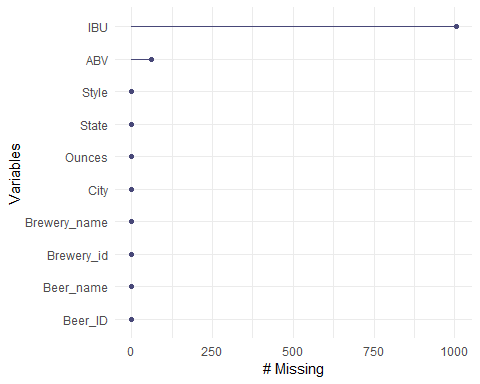 IBU
ABV
Style
State
Ounces
City
Brewery_name
Brewery_id
Beer_name
Beer_ID
Variables
0 250 500 750 1000
# Missing